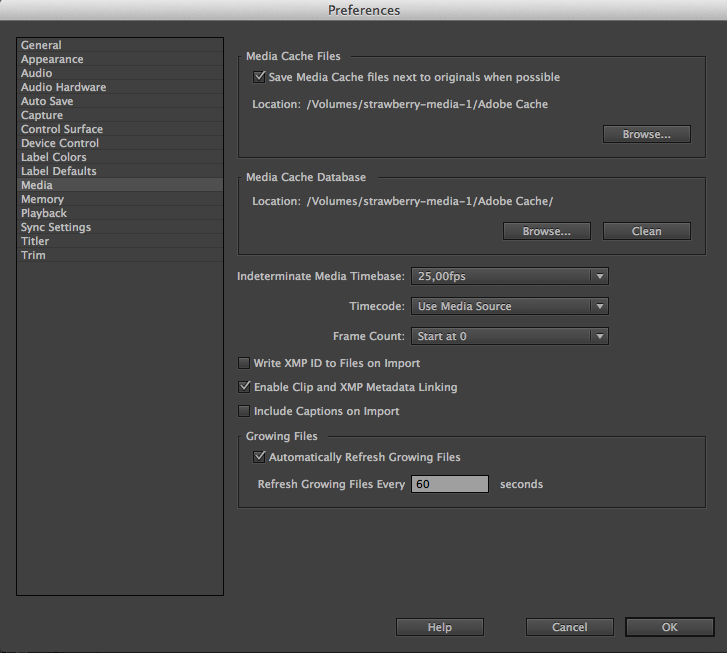 Preferences
General
Appearance
Audio
Audio Hardware
Auto Save
Capture
Control Surface
Device Control
Label Colors
Label Defaults
Media
Memory
Playback
Sync Settings
Titler
Trim
Media Cache Files
Save Media Cache files next to originals when possible
Location: /Volumes/strawberry-media-1/Adobe Cache
Browse...
Media Cache Database
Location: /Volumes/strawberry-media-1/Adobe Cache/
Browse... Clean
Indeterminate Media Timebase: 25,00fps
Timecode: Use Media Source
Frame Count: Start at 0
Write XMP ID to Files on Import
Enable Clip and XMP Metadata Linking
Include Captions on Import
Growing Files
Automatically Refresh Growing Files
Refresh Growing Files Every 60 seconds
Help Cancel OK